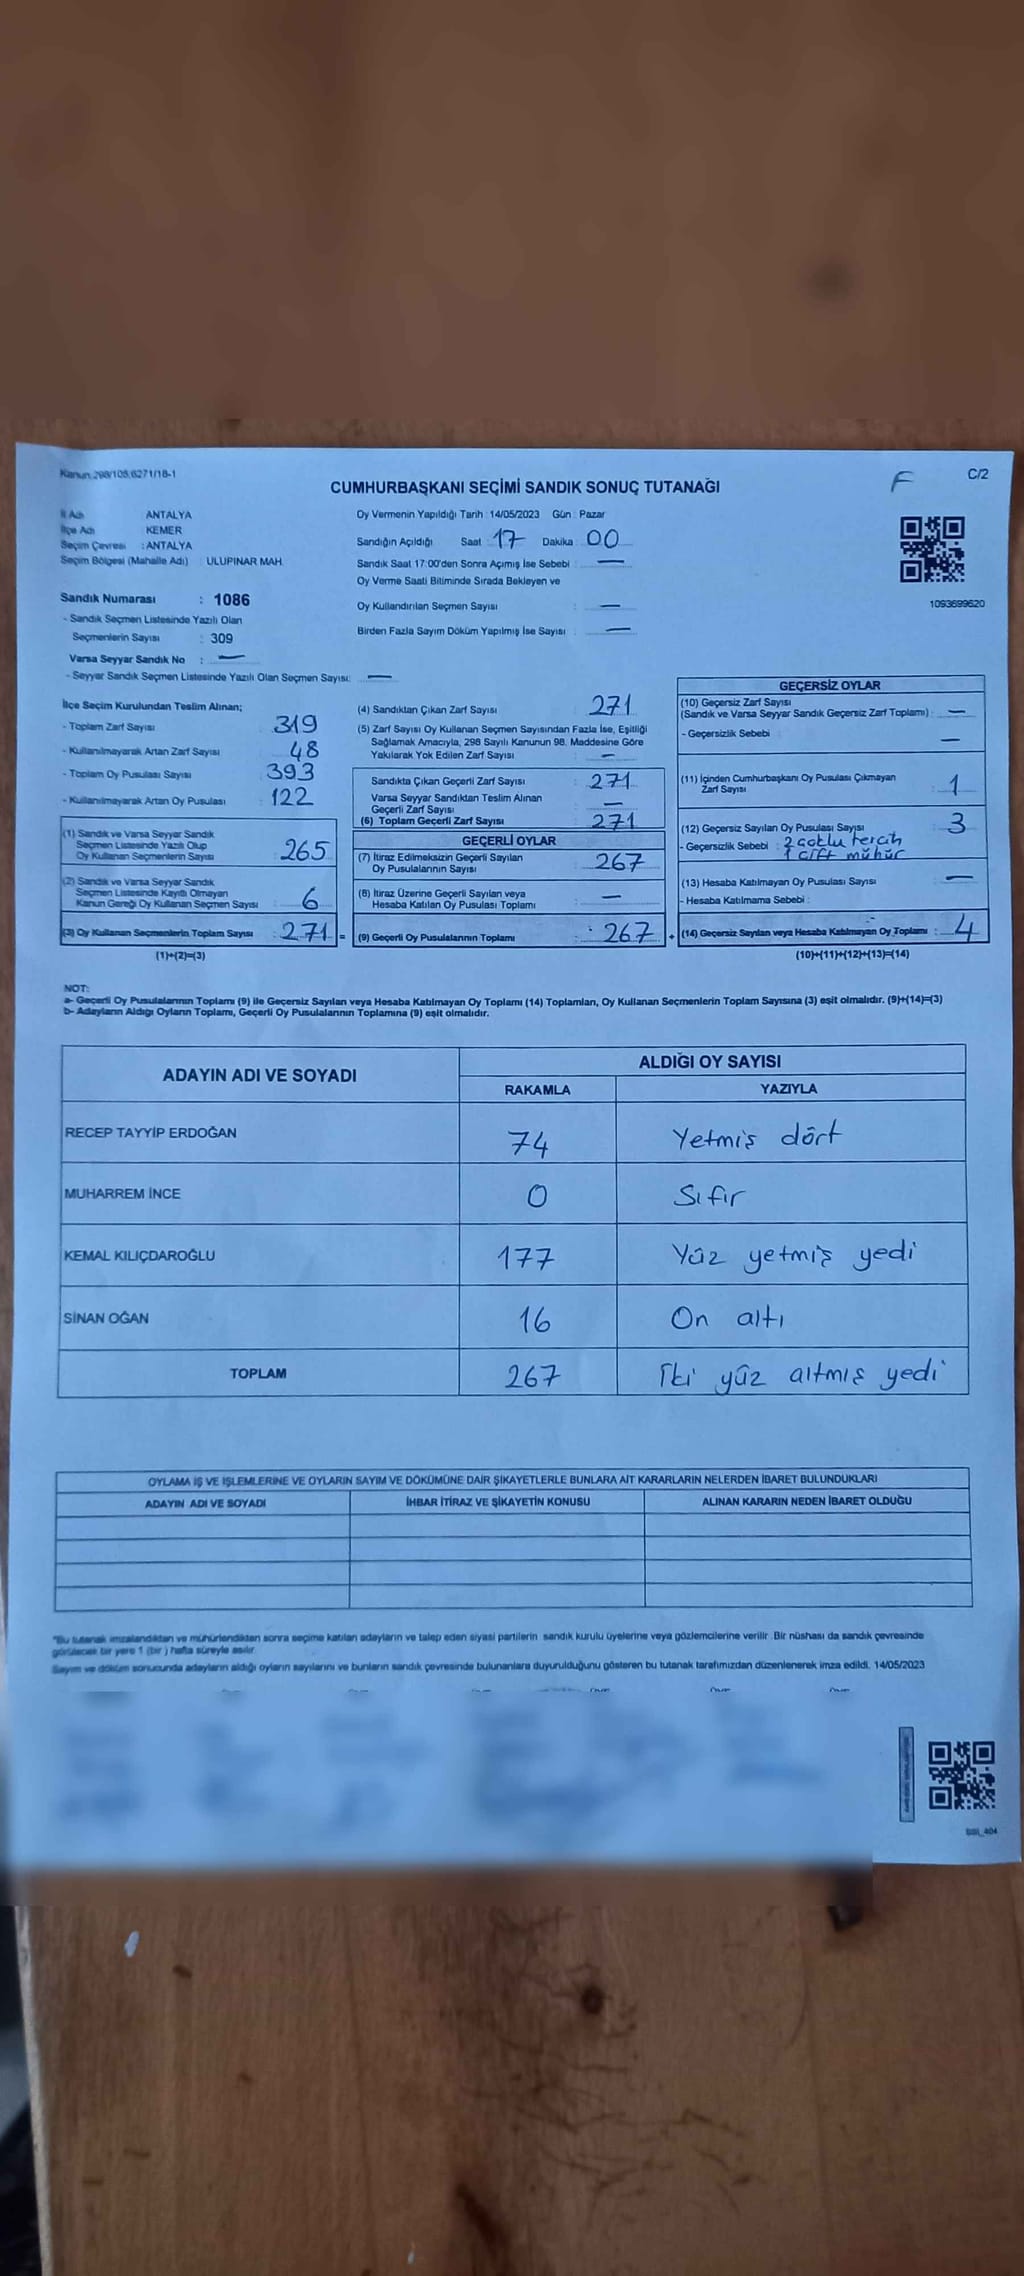 Kanun:298/106;6271/18-1
C/2
F
CUMHURBAŞKANI SEÇİMİ SANDIK SONUÇ TUTANAĞI
İl Adı ANTALYA
İlçe Adı KEMER
Seçim Çevresi : ANTALYA
Seçim Bölgesi (Mahalle Adı) : ULUPINAR MAH.
Sandık Numarası : 1086
- Sandık Seçmen Listesinde Yazılı Olan
Seçmenlerin Sayısı : 309
Varsa Seyyar Sandık No : —
- Seyyar Sandık Seçmen Listesinde Yazılı Olan Seçmen Sayısı: —
Oy Vermenin Yapıldığı Tarih : 14/05/2023 Gün : Pazar
Sandığın Açıldığı Saat : 17 Dakika : 00
Sandık Saat 17:00'den Sonra Açımış İse Sebebi : —
Oy Verme Saati Bitiminde Sırada Bekleyen ve
Oy Kullandırılan Seçmen Sayısı : —
Birden Fazla Sayım Döküm Yapılmış İse Sayısı : —
1093699620
İlçe Seçim Kurulundan Teslim Alınan;
- Toplam Zarf Sayısı : 319
- Kullanılmayarak Artan Zarf Sayısı : 48
- Toplam Oy Pusulası Sayısı : 393
- Kullanılmayarak Artan Oy Pusulası : 122
(1) Sandık ve Varsa Seyyar Sandık
Seçmen Listesinde Yazılı Olup
Oy Kullanan Seçmenlerin Sayısı : 265
(2) Sandık ve Varsa Seyyar Sandık
Seçmen Listesinde Kayıtlı Olmayan
Kanun Gereği Oy Kullanan Seçmen Sayısı : 6
(3) Oy Kullanan Seçmenlerin Toplam Sayısı : 271 =
(1)+(2)=(3)
(4) Sandıktan Çıkan Zarf Sayısı : 271
(5) Zarf Sayısı Oy Kullanan Seçmen Sayısından Fazla İse, Eşitliği
Sağlamak Amacıyla, 298 Sayılı Kanunun 98. Maddesine Göre
Yakılarak Yok Edilen Zarf Sayısı : —
Sandıkta Çıkan Geçerli Zarf Sayısı : 271
Varsa Seyyar Sandıktan Teslim Alınan
Geçerli Zarf Sayısı : —
(6) Toplam Geçerli Zarf Sayısı : 271
GEÇERLİ OYLAR
(7) İtiraz Edilmeksizin Geçerli Sayılan
Oy Pusulalarının Sayısı : 267
(8) İtiraz Üzerine Geçerli Sayılan veya
Hesaba Katılan Oy Pusulası Toplamı : —
(9) Geçerli Oy Pusulalarının Toplamı : 267 +
GEÇERSİZ OYLAR
(10) Geçersiz Zarf Sayısı
(Sandık ve Varsa Seyyar Sandık Geçersiz Zarf Toplamı) : —
- Geçersizlik Sebebi : —
(11) İçinden Cumhurbaşkanı Oy Pusulası Çıkmayan
Zarf Sayısı : 1
(12) Geçersiz Sayılan Oy Pusulası Sayısı : 3
- Geçersizlik Sebebi : 2 çoklu tercih
1 çift mühür
(13) Hesaba Katılmayan Oy Pusulası Sayısı : —
- Hesaba Katılmama Sebebi :
(14) Geçersiz Sayılan veya Hesaba Katılmayan Oy Toplamı : 4
(10)+(11)+(12)+(13)=(14)
NOT:
a- Geçerli Oy Pusulalarının Toplamı (9) ile Geçersiz Sayılan veya Hesaba Katılmayan Oy Toplamı (14) Toplamları, Oy Kullanan Seçmenlerin Toplam Sayısına (3) eşit olmalıdır. (9)+(14)=(3)
b- Adayların Aldığı Oyların Toplamı, Geçerli Oy Pusulalarının Toplamına (9) eşit olmalıdır.
ADAYIN ADI VE SOYADI ALDIĞI OY SAYISI
RAKAMLA YAZIYLA
RECEP TAYYİP ERDOĞAN 74 Yetmiş dört
MUHARREM İNCE 0 Sıfır
KEMAL KILIÇDAROĞLU 177 Yüz yetmiş yedi
SİNAN OĞAN 16 On altı
TOPLAM 267 İki yüz altmış yedi
OYLAMA İŞ VE İŞLEMLERİNE VE OYLARIN SAYIM VE DÖKÜMÜNE DAİR ŞİKAYETLERLE BUNLARA AİT KARARLARIN NELERDEN İBARET BULUNDUKLARI
ADAYIN ADI VE SOYADI İHBAR İTİRAZ VE ŞİKAYETİN KONUSU ALINAN KARARIN NEDEN İBARET OLDUĞU
"Bu tutanak imzalandıktan ve mühürlendikten sonra seçime katılan adayların ve talep eden siyasi partilerin sandık kurulu üyelerine veya gözlemcilerine verilir. Bir nüshası da sandık çevresinde
görülecek bir yere 1 (bir) hafta süreyle asılır.
Sayım ve döküm sonucunda adayların aldığı oyların sayılarını ve bunların sandık çevresinde bulunanlara duyurulduğunu gösteren bu tutanak tarafımızdan düzenlenerek imza edildi. 14/05/2023